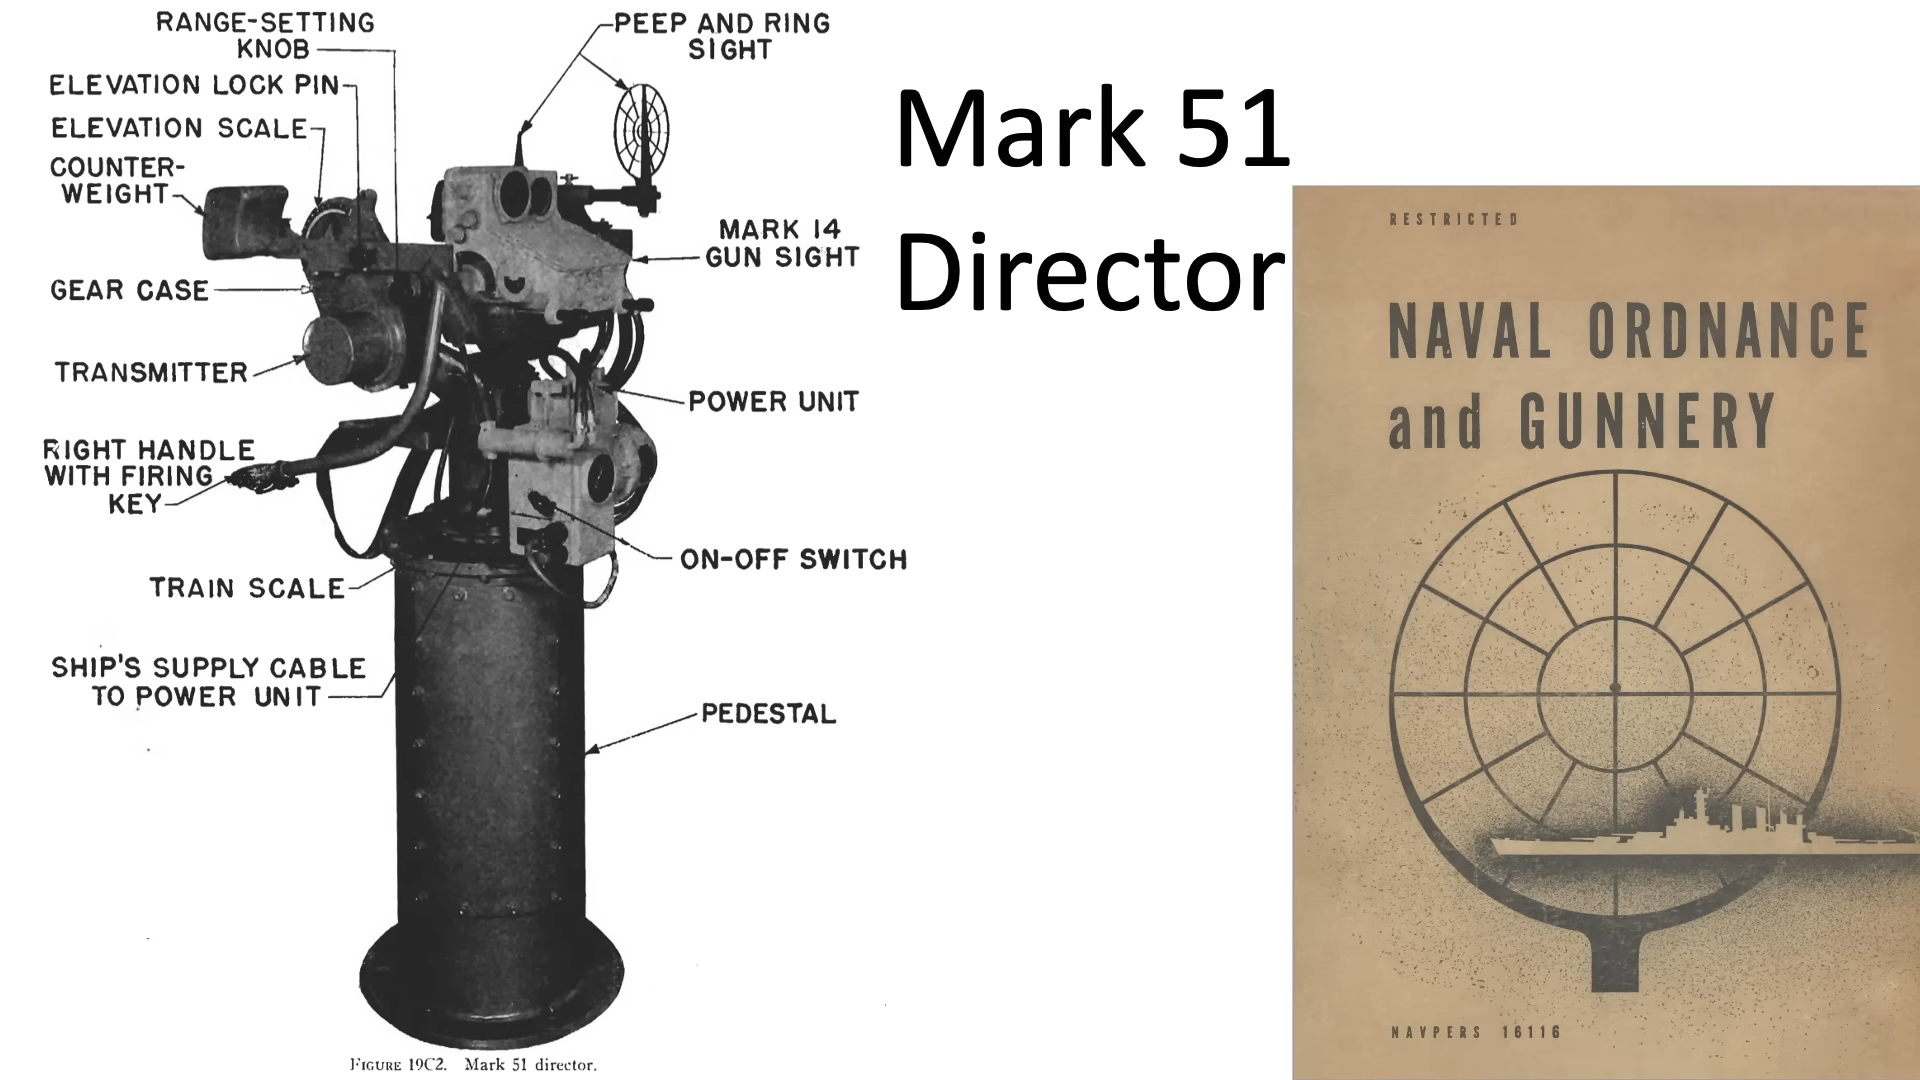 RANGE-SETTING
KNOB
ELEVATION LOCK PIN
ELEVATION SCALE
COUNTER-
WEIGHT
GEAR CASE
TRANSMITTER
RIGHT HANDLE
WITH FIRING
KEY
TRAIN SCALE
SHIP'S SUPPLY CABLE
TO POWER UNIT
PEEP AND RING
SIGHT
MARK 14
GUN SIGHT
POWER UNIT
ON-OFF SWITCH
PEDESTAL
FIGURE 19C2. Mark 51 director.
Mark 51
Director
RESTRICTED
NAVAL ORDNANCE
and GUNNERY
NAVPERS 16116